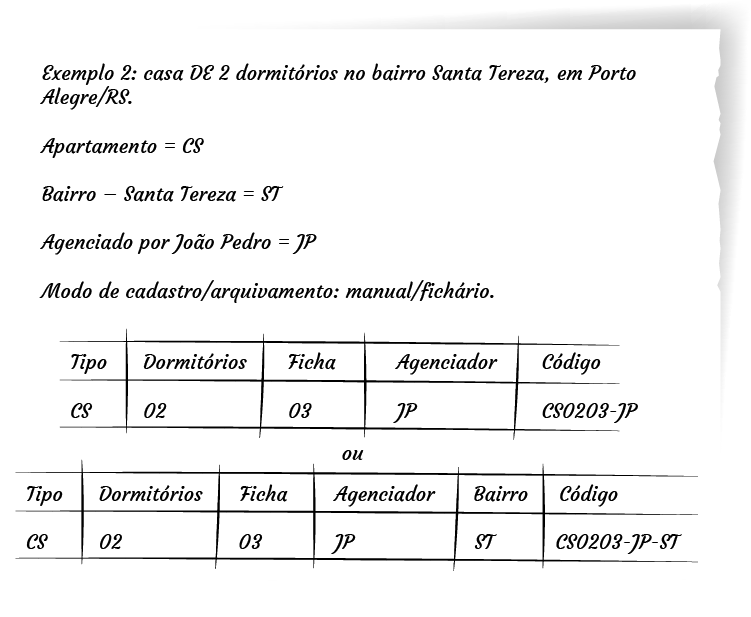 Exemplo 2: casa DE 2 dormitórios no bairro Santa Tereza, em Porto
Alegre/RS.
Apartamento = CS
Bairro – Santa Tereza = ST
Agenciado por João Pedro = JP
Modo de cadastro/arquivamento: manual/fichário.
Tipo Dormitórios Ficha Agenciador Código
CS 02 03 JP CS0203-JP
ou
Tipo Dormitórios Ficha Agenciador Bairro Código
CS 02 03 JP ST CS0203-JP-ST